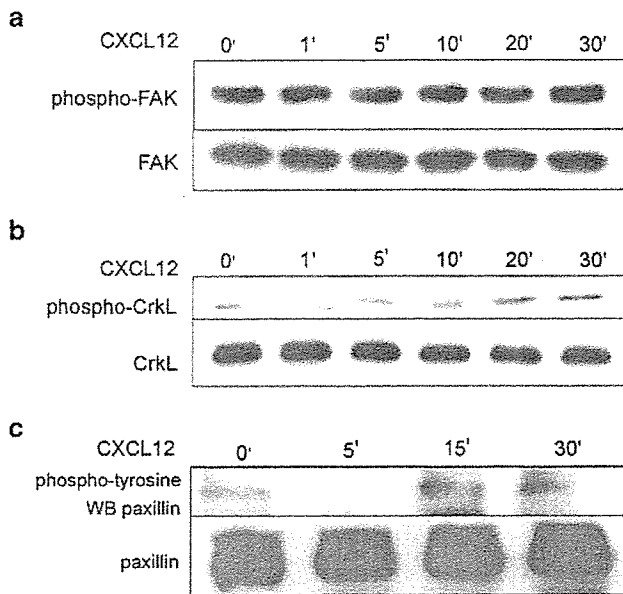 a
CXCL12 0' 1' 5' 10' 20' 30'
phospho-FAK
FAK
b
CXCL12 0' 1' 5' 10' 20' 30'
phospho-CrkL
CrkL
c
CXCL12 0' 5' 15' 30'
phospho-tyrosine
WB paxillin
paxillin